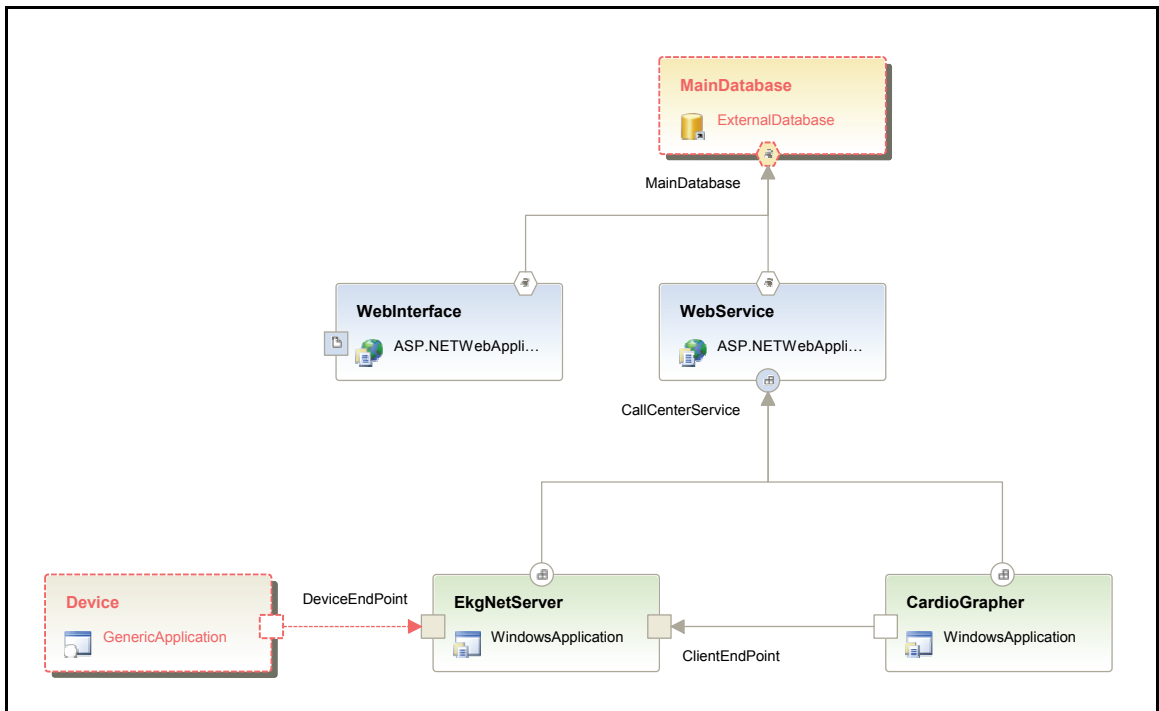 MainDatabase
ExternalDatabase
MainDatabase
WebInterface
ASP.NETWebAppli...
WebService
ASP.NETWebAppli...
CallCenterService
Device
GenericApplication
DeviceEndPoint
EkgNetServer
WindowsApplication
ClientEndPoint
CardioGrapher
WindowsApplication